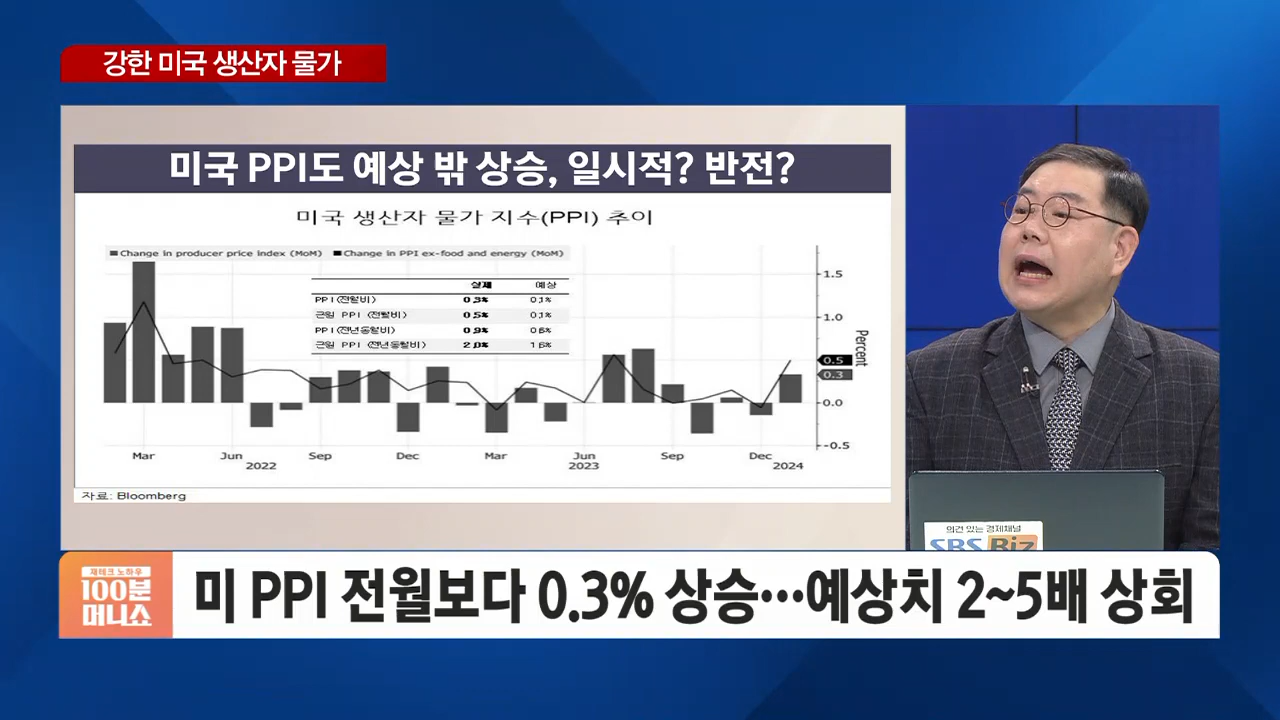 강한 미국 생산자 물가
미국 PPI도 예상 밖 상승, 일시적? 반전?
미국 생산자 물가 지수(PPI) 추이
Change in producer price index (MoM) Change in PPI ex-food and energy (MoM)
실제 예상
PPI (전월비) 0.3% 0.1%
근원 PPI (전월비) 0.5% 0.1%
PPI (전년동월비) 0.9% 0.6%
근원 PPI (전년동월비) 2.0% 1.6%
1.5
1.0
0.5
0.3
0.0
-0.5
Percent
Mar Jun Sep Dec Mar Jun Sep Dec
2022 2023 2024
자료: Bloomberg
의견 있는 경제채널
SBS Biz
재테크 노하우
100분
머니쇼
미 PPI 전월보다 0.3% 상승…예상치 2~5배 상회